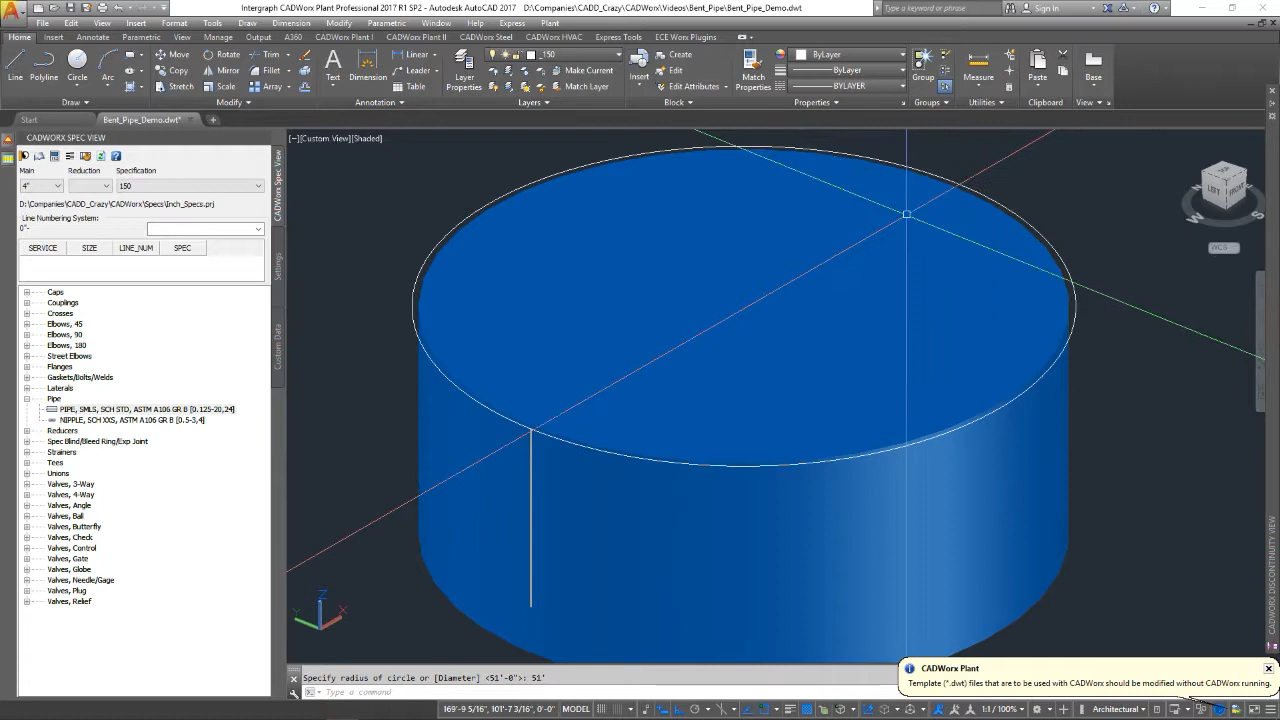 Intergraph CADWorx Plant Professional 2017 R1 SP2 - Autodesk AutoCAD 2017 D:\Companies\CADD_Crazy\CADWorx\Videos\Bent_Pipe\Bent_Pipe_Demo.dwt
Type a keyword or phrase
Sign In
File Edit View Insert Format Tools Draw Dimension Modify Parametric Window Help Express Plant
Home Insert Annotate Parametric View Manage Output A360 CADWorx Plant I CADWorx Plant II CADWorx Steel CADWorx HVAC Express Tools ECE Worx Plugins
Line Polyline Circle Arc
Move Rotate Trim
Copy Mirror Fillet
Stretch Scale Array
Text Dimension
Linear
Leader
Table
Layer Properties
150
Make Current
Match Layer
Insert
Create
Edit
Edit Attributes
Match Properties
ByLayer
ByLayer
BYLAYER
Group
Measure
Paste
Base
Draw Modify Annotation Layers Block Properties Groups Utilities Clipboard View
Start Bent_Pipe_Demo.dwt*
CADWORX SPEC VIEW
Main Reduction Specification
4" 150
D:\Companies\CADD_Crazy\CADWorx\Specs\Inch_Specs.prj
Line Numbering System:
0"-
SERVICE SIZE LINE_NUM SPEC
Caps
Couplings
Crosses
Elbows, 45
Elbows, 90
Elbows, 180
Street Elbows
Flanges
Gaskets/Bolts/Welds
Laterals
Pipe
PIPE, SMLS, SCH STD, ASTM A106 GR B [0.125-20,24]
NIPPLE, SCH XXS, ASTM A106 GR B [0.5-3,4]
Reducers
Spec Blind/Bleed Ring/Exp Joint
Strainers
Tees
Unions
Valves, 3-Way
Valves, 4-Way
Valves, Angle
Valves, Ball
Valves, Butterfly
Valves, Check
Valves, Control
Valves, Gate
Valves, Globe
Valves, Needle/Gage
Valves, Plug
Valves, Relief
CADWorx Spec View
Settings
Custom Data
[−][Custom View][Shaded]
TOP
LEFT
FRONT
W
S
WCS
Z
Y
X
CADWORX DISCONTINUITY VIEW
Specify radius of circle or [Diameter] <51'-0">: 51'
Type a command
CADWorx Plant
Template (*.dwt) files that are to be used with CADWorx should be modified without CADWorx running.
169'-9 5/16", 101'-7 3/16", 0'-0" MODEL
1:1 / 100%
Architectural